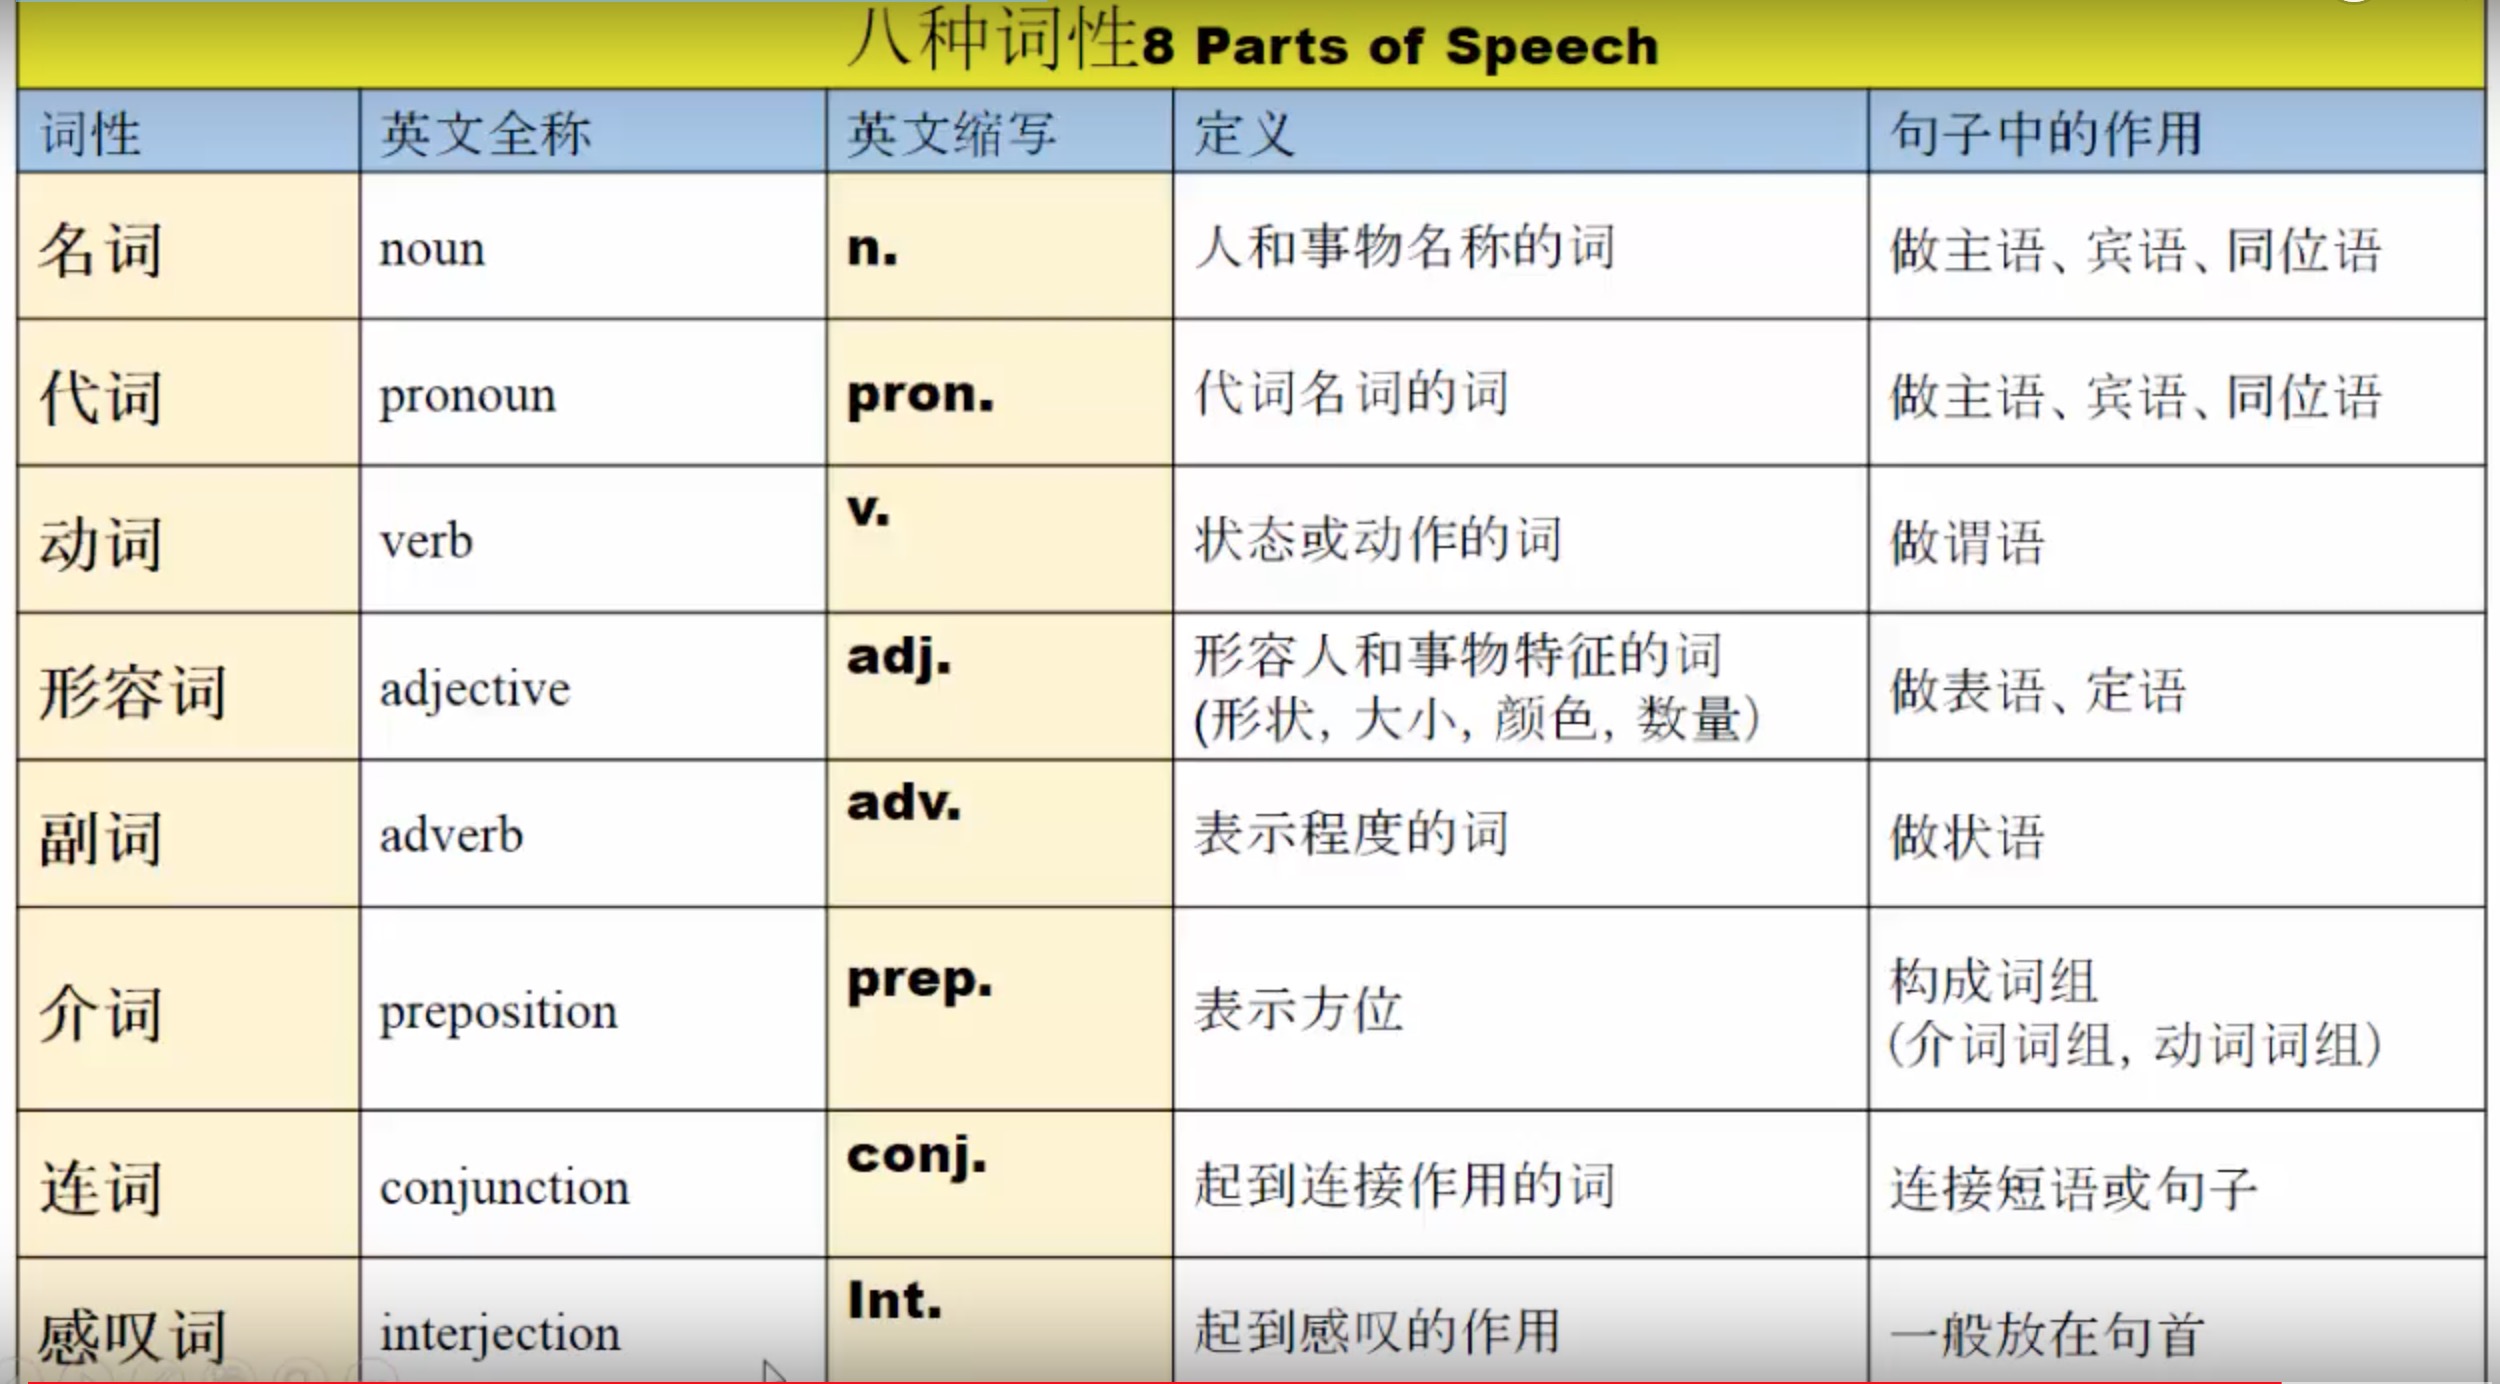 八种词性8 Parts of Speech
词性 英文全称 英文缩写 定义 句子中的作用
名词 noun n. 人和事物名称的词 做主语、宾语、同位语
代词 pronoun pron. 代词名词的词 做主语、宾语、同位语
动词 verb v. 状态或动作的词 做谓语
形容词 adjective adj. 形容人和事物特征的词
(形状, 大小, 颜色, 数量) 做表语、定语
副词 adverb adv. 表示程度的词 做状语
介词 preposition prep. 表示方位 构成词组
(介词词组, 动词词组)
连词 conjunction conj. 起到连接作用的词 连接短语或句子
感叹词 interjection Int. 起到感叹的作用 一般放在句首